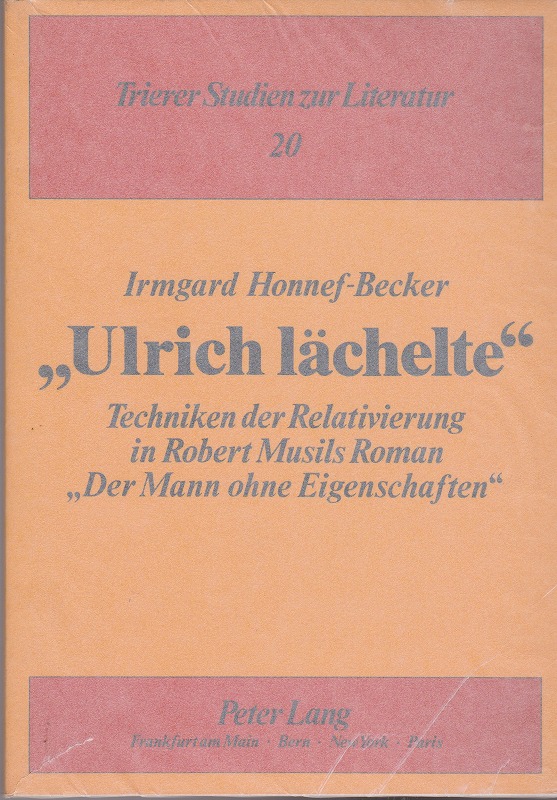 Trierer Studien zur Literatur
20
Irmgard Honnef-Becker
„Ulrich lächelte“
Techniken der Relativierung
in Robert Musils Roman
„Der Mann ohne Eigenschaften“
Peter Lang
Frankfurt am Main · Bern · New York · Paris